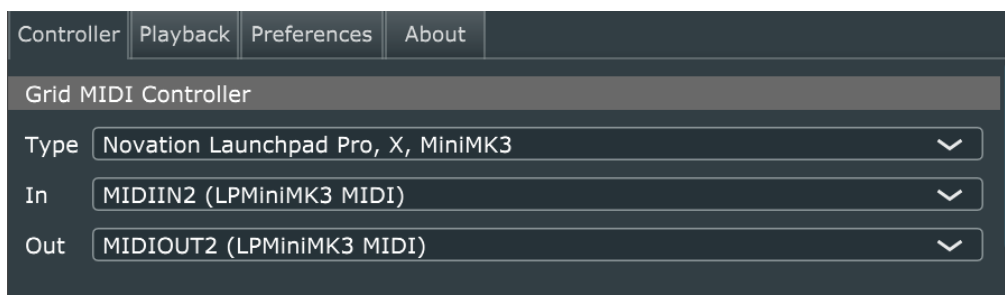 Controller Playback Preferences About
Grid MIDI Controller
Type Novation Launchpad Pro, X, MiniMK3
In MIDIIN2 (LPMiniMK3 MIDI)
Out MIDIOUT2 (LPMiniMK3 MIDI)